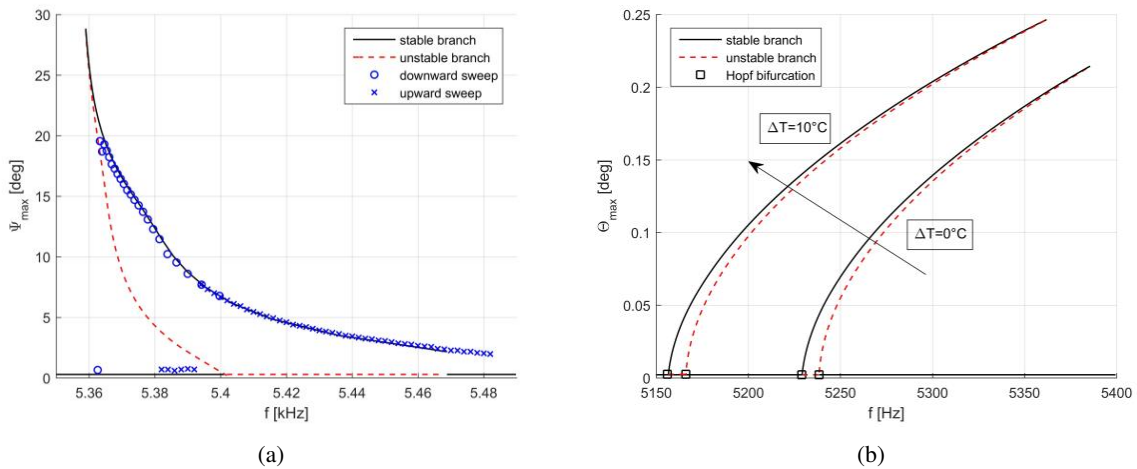 30
25
20
15
10
5
0
Ψmax [deg]
5.36
5.38
5.4
5.42
5.44
5.46
5.48
f [kHz]
stable branch
unstable branch
downward sweep
upward sweep
(a)
0.25
0.2
0.15
0.1
0.05
0
Θmax [deg]
5150
5200
5250
5300
5350
5400
f [Hz]
stable branch
unstable branch
Hopf bifurcation
ΔT=10°C
ΔT=0°C
(b)